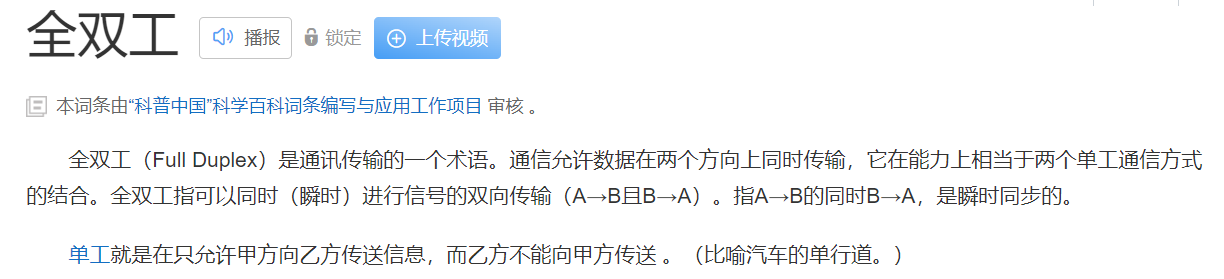 全双工 播报 锁定 上传视频
本词条由“科普中国”科学百科词条编写与应用工作项目 审核 。
全双工（Full Duplex）是通讯传输的一个术语。通信允许数据在两个方向上同时传输，它在能力上相当于两个单工通信方式
的结合。全双工指可以同时（瞬时）进行信号的双向传输（A→B且B→A）。指A→B的同时B→A，是瞬时同步的。
单工就是在只允许甲方向乙方传送信息，而乙方不能向甲方传送 。（比喻汽车的单行道。）